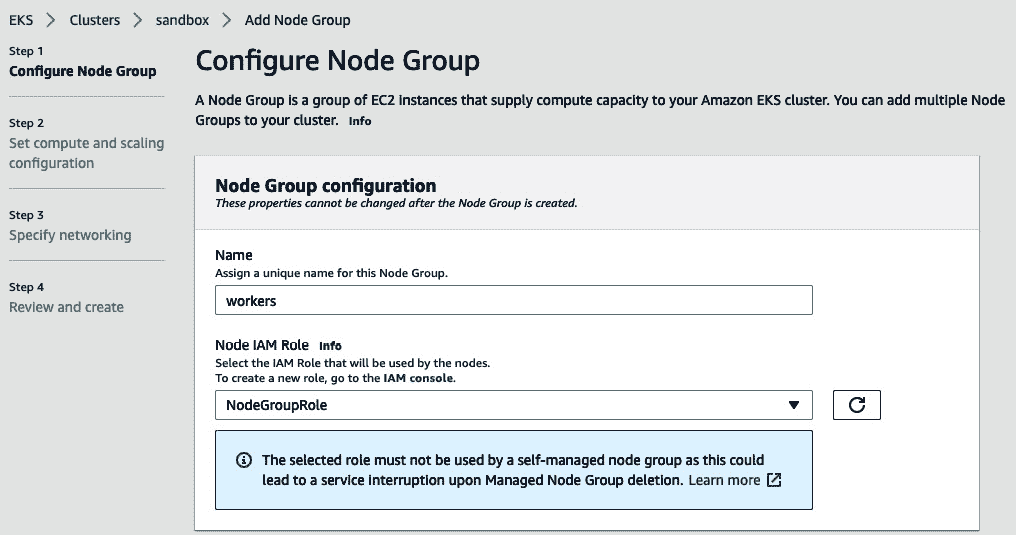 EKS > Clusters > sandbox > Add Node Group
Step 1
Configure Node Group
Step 2
Set compute and scaling
configuration
Step 3
Specify networking
Step 4
Review and create
Configure Node Group
A Node Group is a group of EC2 instances that supply compute capacity to your Amazon EKS cluster. You can add multiple Node
Groups to your cluster. Info
Node Group configuration
These properties cannot be changed after the Node Group is created.
Name
Assign a unique name for this Node Group.
workers
Node IAM Role Info
Select the IAM Role that will be used by the nodes.
To create a new role, go to the IAM console.
NodeGroupRole
The selected role must not be used by a self-managed node group as this could
lead to a service interruption upon Managed Node Group deletion. Learn more